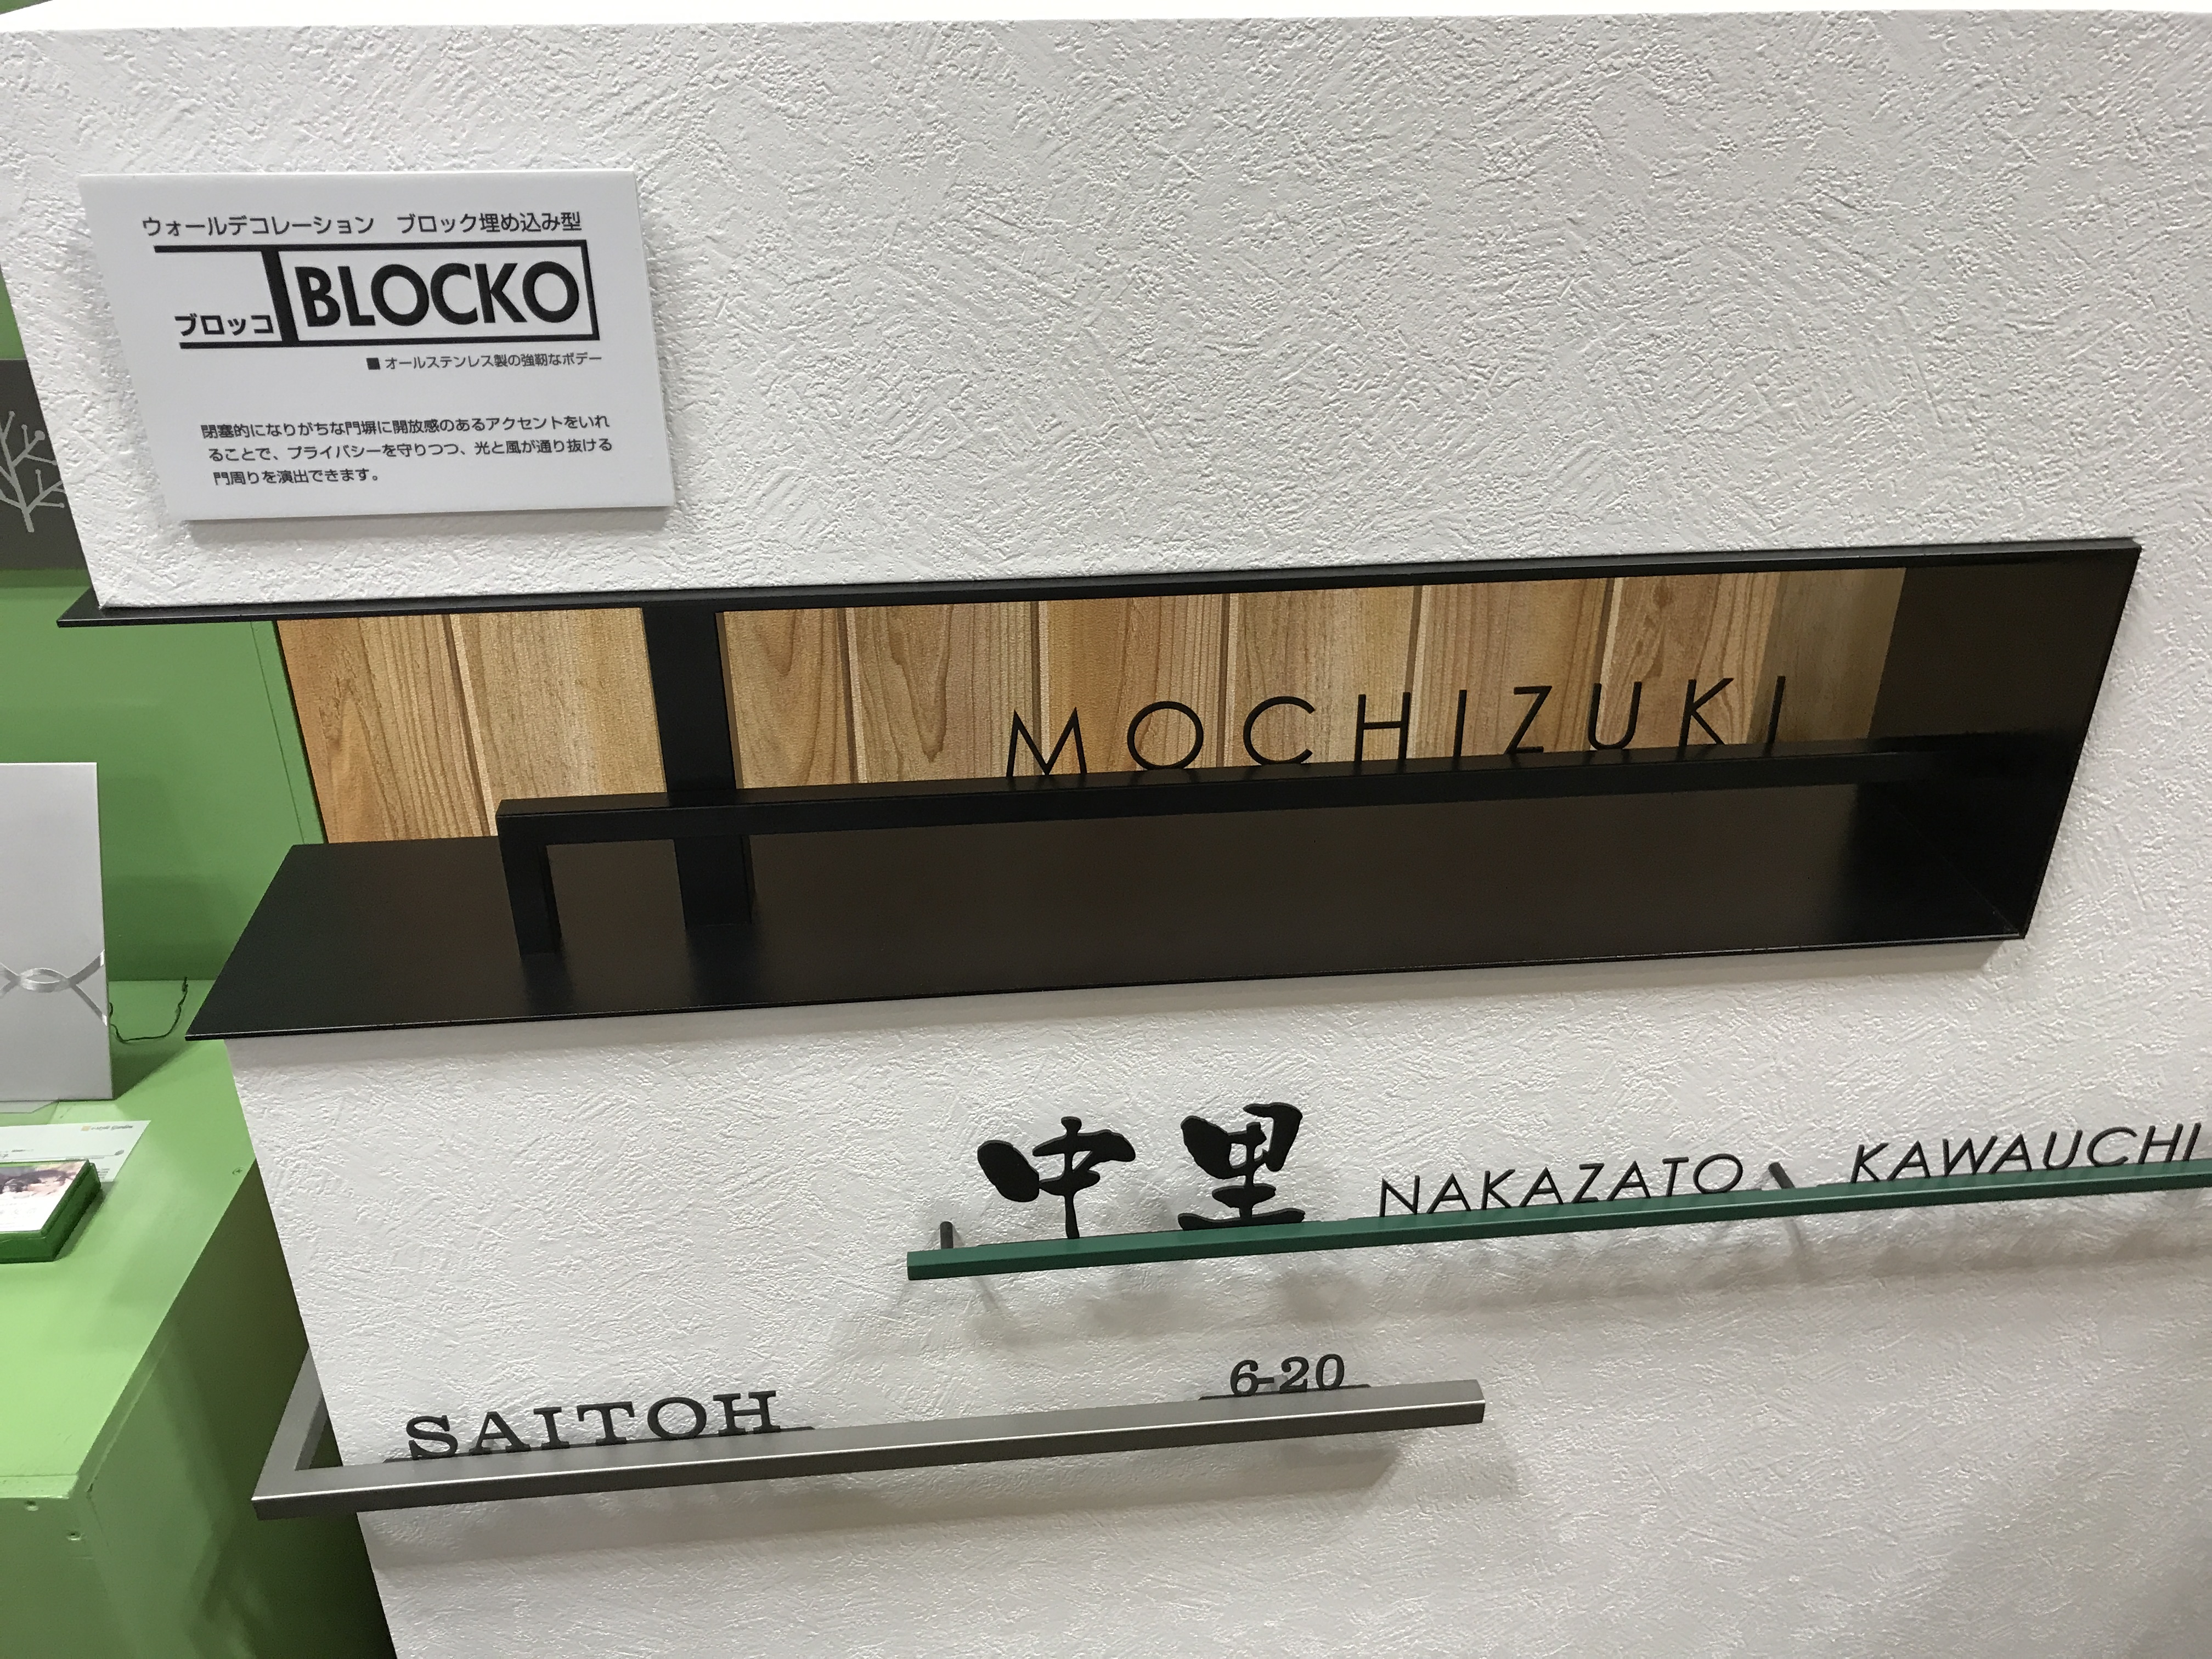 ウォールデコレーション ブロック埋め込み型
ブロッコ BLOCKO
■ オールステンレス製の強靭なボデー
閉塞的になりがちな門塀に開放感のあるアクセントをいれ
ることで、プライバシーを守りつつ、光と風が通り抜ける
門周りを演出できます。
MOCHIZUKI
中里 NAKAZATO KAWAUCHI
SAITOH 6-20